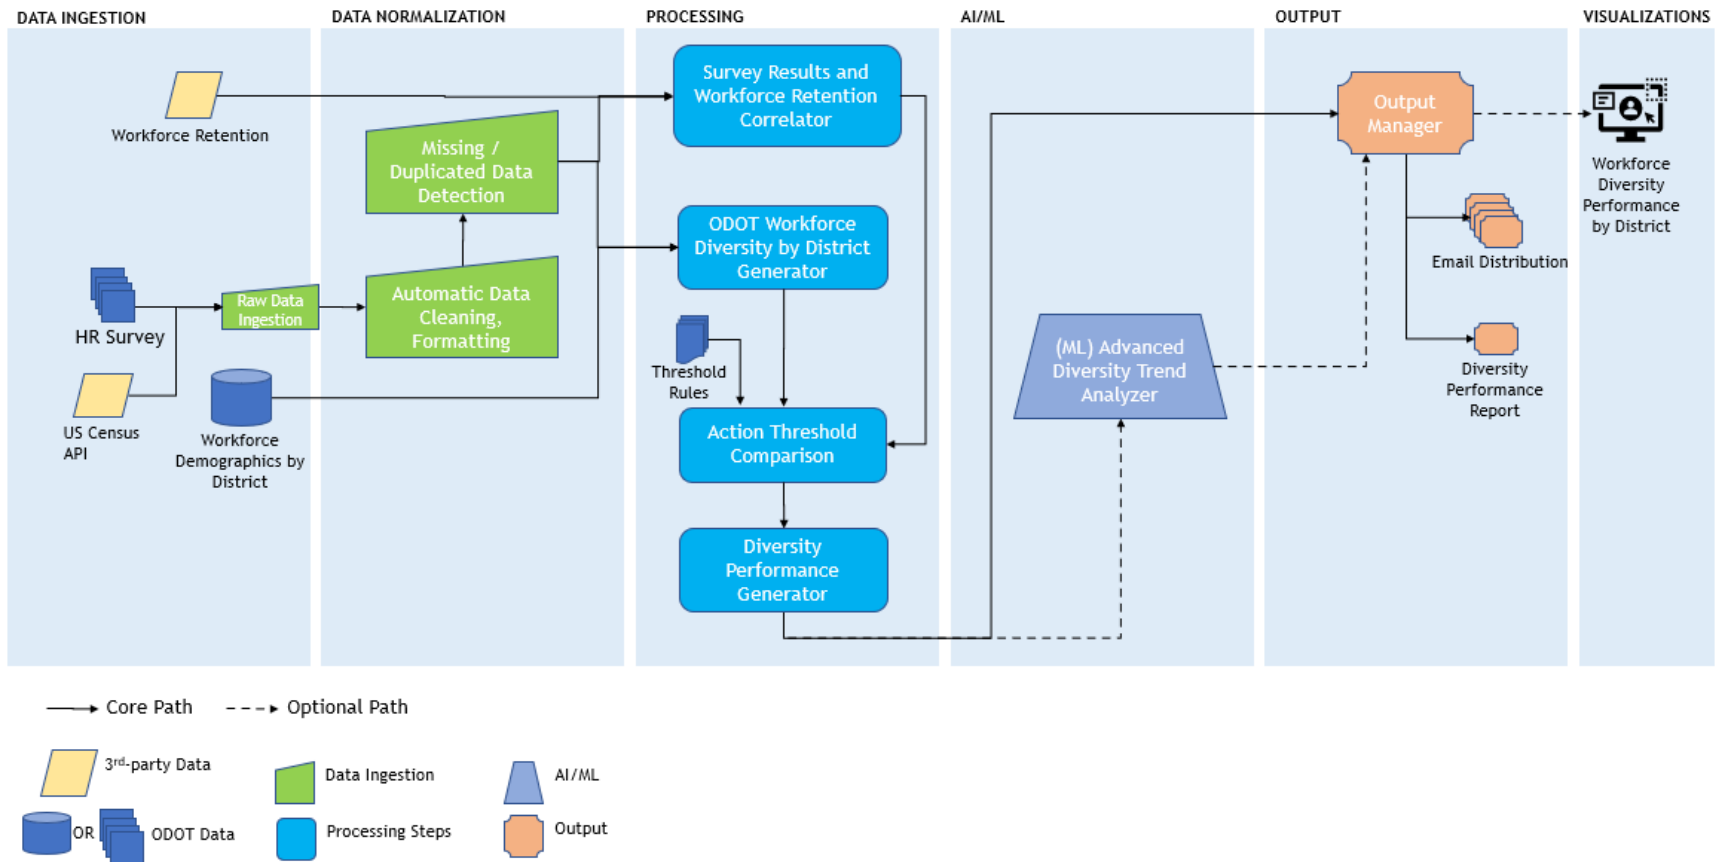 DATA INGESTION
DATA NORMALIZATION
PROCESSING
AI/ML
OUTPUT
VISUALIZATIONS
Workforce Retention
HR Survey
US Census
API
Workforce
Demographics by
District
Raw Data
Ingestion
Missing /
Duplicated Data
Detection
Automatic Data
Cleaning,
Formatting
Survey Results and
Workforce Retention
Correlator
ODOT Workforce
Diversity by District
Generator
Threshold
Rules
Action Threshold
Comparison
Diversity
Performance
Generator
(ML) Advanced
Diversity Trend
Analyzer
Output
Manager
Email Distribution
Diversity
Performance
Report
Workforce
Diversity
Performance
by District
Core Path
Optional Path
3rd-party Data
Data Ingestion
AI/ML
OR
ODOT Data
Processing Steps
Output